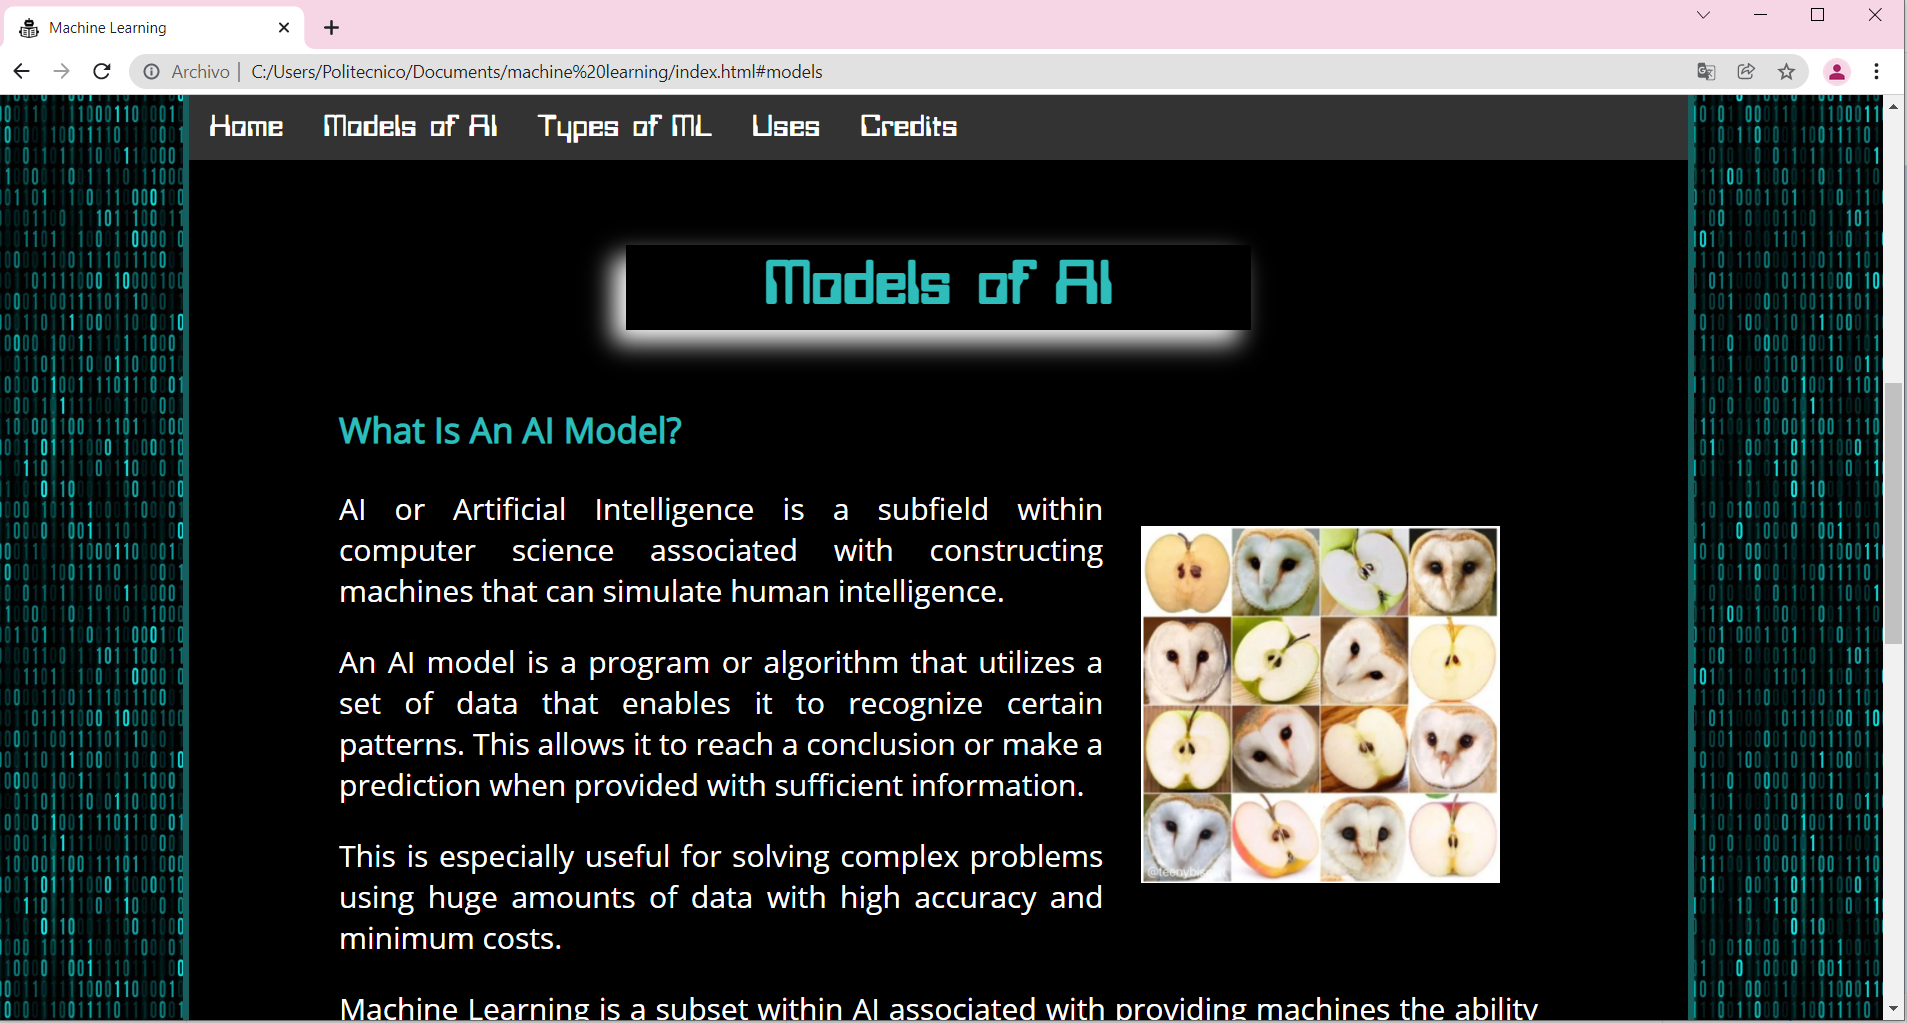 Machine Learning
Archivo | C:/Users/Politecnico/Documents/machine%20learning/index.html#models
Home Models of AI Types of ML Uses Credits
Models of AI
What Is An AI Model?
AI or Artificial Intelligence is a subfield within
computer science associated with constructing
machines that can simulate human intelligence.
An AI model is a program or algorithm that utilizes a
set of data that enables it to recognize certain
patterns. This allows it to reach a conclusion or make a
prediction when provided with sufficient information.
This is especially useful for solving complex problems
using huge amounts of data with high accuracy and
minimum costs.
Machine Learning is a subset within AI associated with providing machines the ability